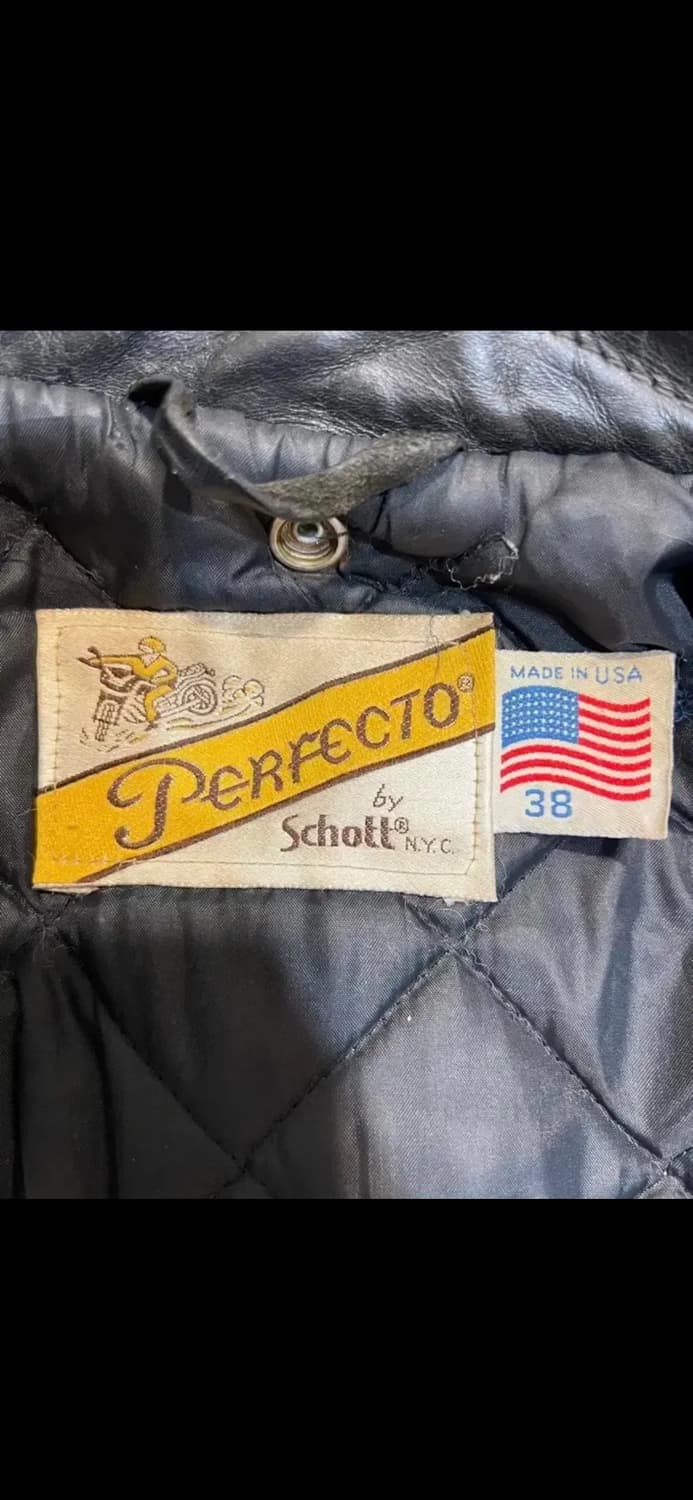 PERFECTO®
by
Schott® N.Y.C.
MADE IN USA
38